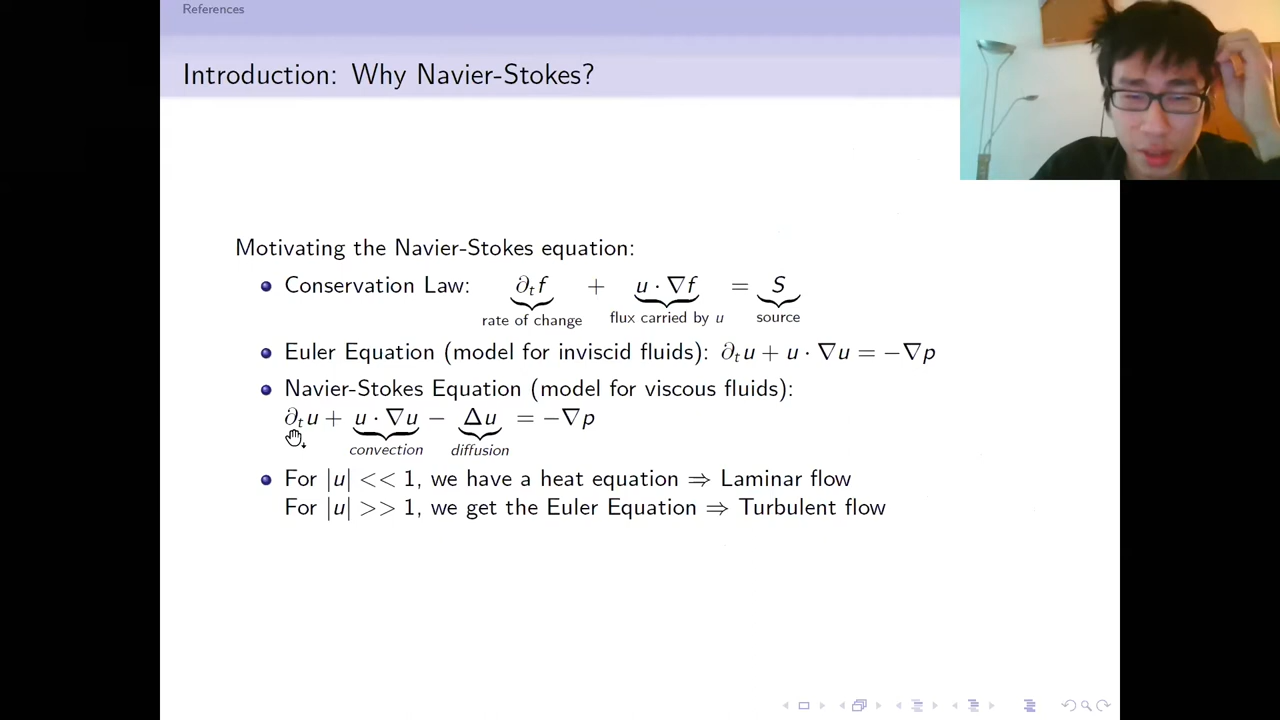 References
Introduction: Why Navier-Stokes?
Motivating the Navier-Stokes equation:
Conservation Law: ∂ₜf + u · ∇f = S
rate of change flux carried by u source
Euler Equation (model for inviscid fluids): ∂ₜu + u · ∇u = −∇p
Navier-Stokes Equation (model for viscous fluids):
∂ₜu + u · ∇u − Δu = −∇p
convection diffusion
For |u| << 1, we have a heat equation ⇒ Laminar flow
For |u| >> 1, we get the Euler Equation ⇒ Turbulent flow